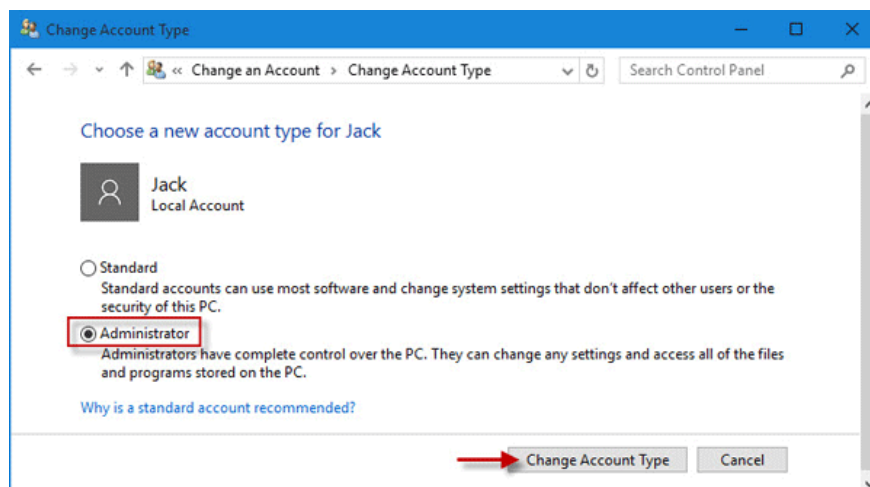 Change Account Type
« Change an Account > Change Account Type
Search Control Panel
Choose a new account type for Jack
Jack
Local Account
Standard
Standard accounts can use most software and change system settings that don't affect other users or the
security of this PC.
Administrator
Administrators have complete control over the PC. They can change any settings and access all of the files
and programs stored on the PC.
Why is a standard account recommended?
Change Account Type
Cancel